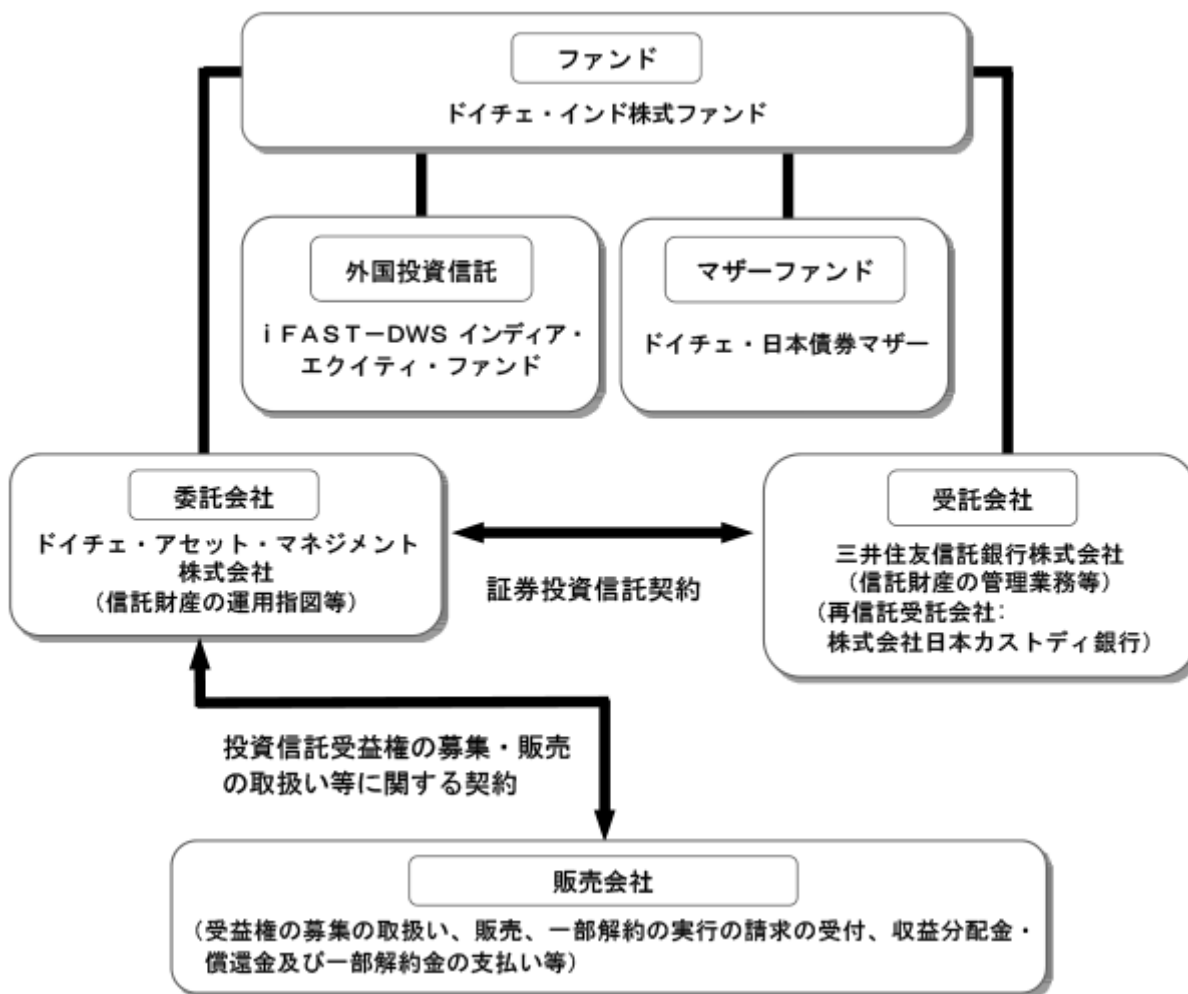 ファンド
ドイチェ・インド株式ファンド
外国投資信託
ｉFAST－DWS インディア・
エクイティ・ファンド
マザーファンド
ドイチェ・日本債券マザー
委託会社
ドイチェ・アセット・マネジメント
株式会社
（信託財産の運用指図等）
証券投資信託契約
受託会社
三井住友信託銀行株式会社
（信託財産の管理業務等）
（再信託受託会社：
株式会社日本カストディ銀行）
投資信託受益権の募集・販売
の取扱い等に関する契約
販売会社
（受益権の募集の取扱い、販売、一部解約の実行の請求の受付、収益分配金・
償還金及び一部解約金の支払い等）